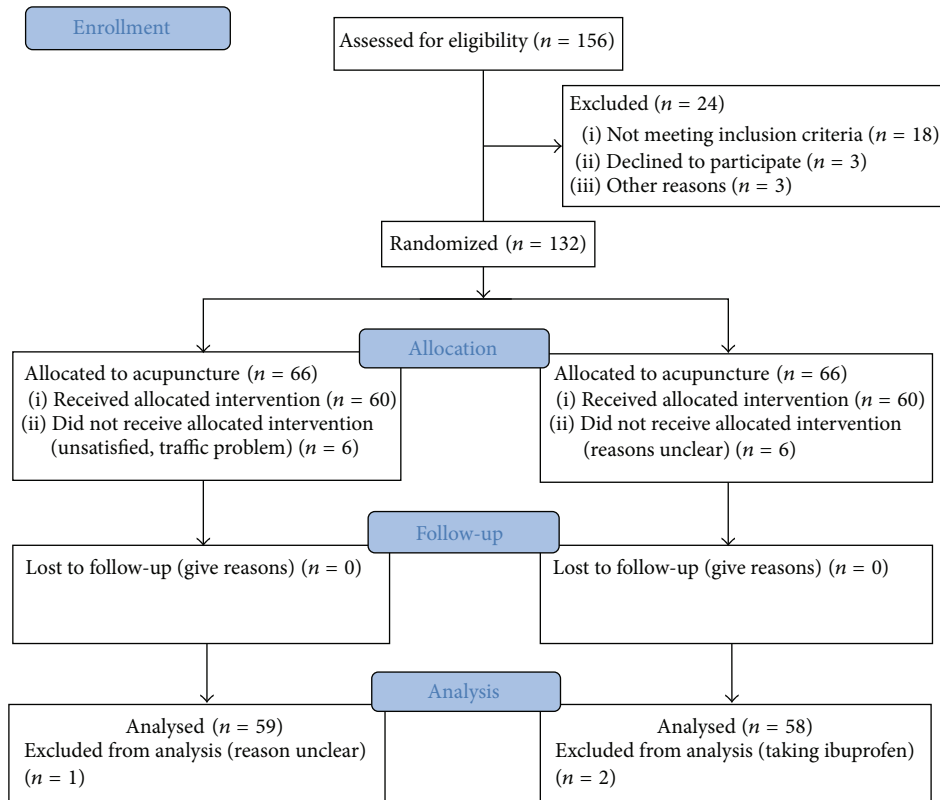 Enrollment
Assessed for eligibility (n = 156)
Excluded (n = 24)
(i) Not meeting inclusion criteria (n = 18)
(ii) Declined to participate (n = 3)
(iii) Other reasons (n = 3)
Randomized (n = 132)
Allocation
Allocated to acupuncture (n = 66)
(i) Received allocated intervention (n = 60)
(ii) Did not receive allocated intervention
(unsatisfied, traffic problem) (n = 6)
Allocated to acupuncture (n = 66)
(i) Received allocated intervention (n = 60)
(ii) Did not receive allocated intervention
(reasons unclear) (n = 6)
Follow-up
Lost to follow-up (give reasons) (n = 0)
Lost to follow-up (give reasons) (n = 0)
Analysis
Analysed (n = 59)
Excluded from analysis (reason unclear)
(n = 1)
Analysed (n = 58)
Excluded from analysis (taking ibuprofen)
(n = 2)